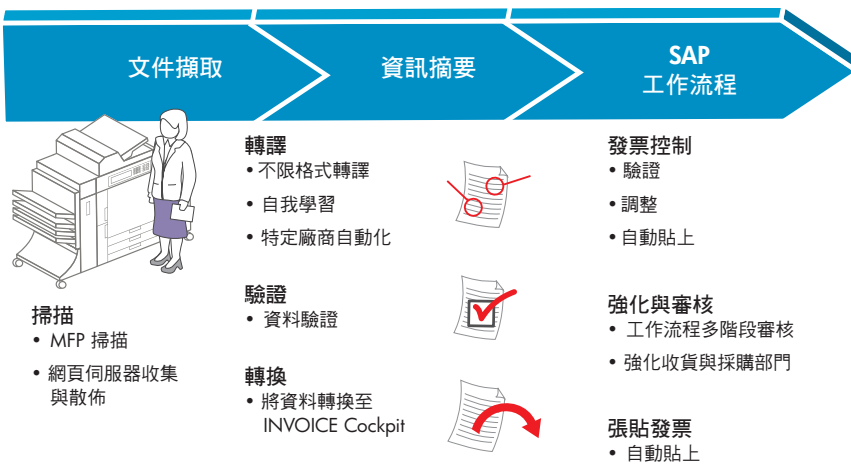 文件擷取
資訊摘要
SAP
工作流程
掃描
• MFP 掃描
• 網頁伺服器收集
與散佈
轉譯
• 不限格式轉譯
• 自我學習
• 特定廠商自動化
驗證
• 資料驗證
轉換
• 將資料轉換至
INVOICE Cockpit
發票控制
• 驗證
• 調整
• 自動貼上
強化與審核
• 工作流程多階段審核
• 強化收貨與採購部門
張貼發票
• 自動貼上